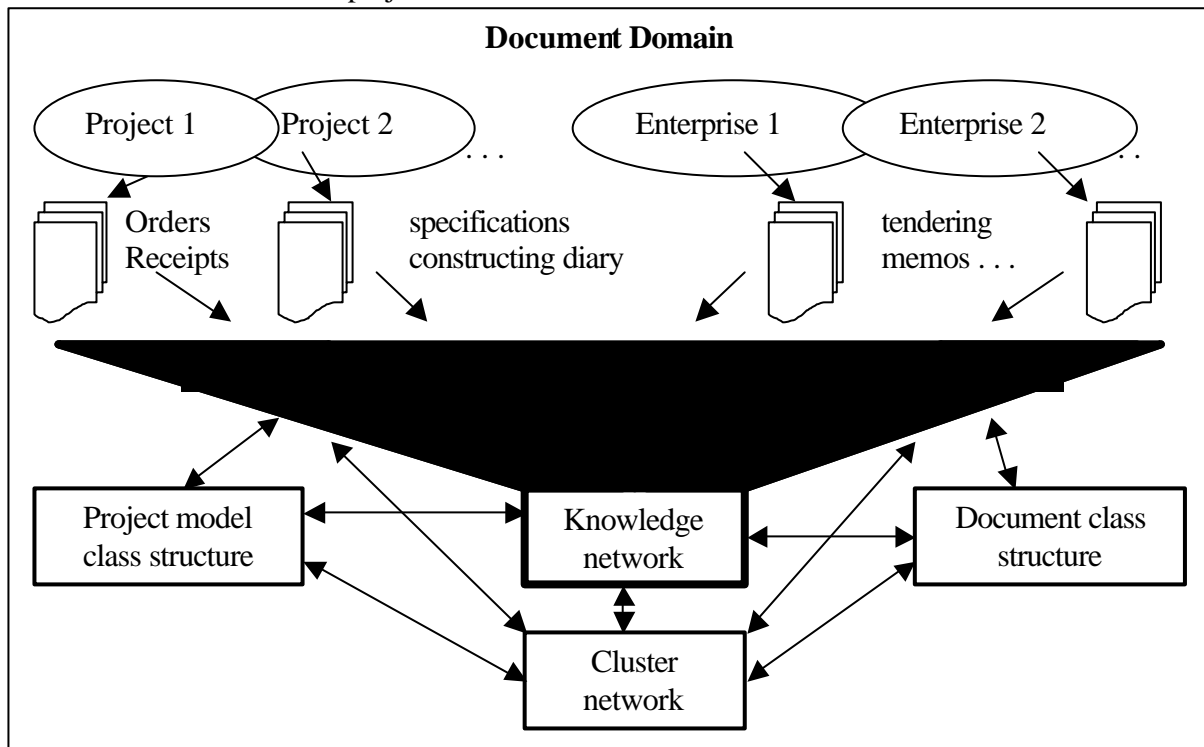 Document Domain
Project 1
Project 2
. . .
Enterprise 1
Enterprise 2
. .
Orders
Receipts
specifications
constructing diary
tendering
memos . . .
Project model
class structure
Knowledge
network
Document class
structure
Cluster
network